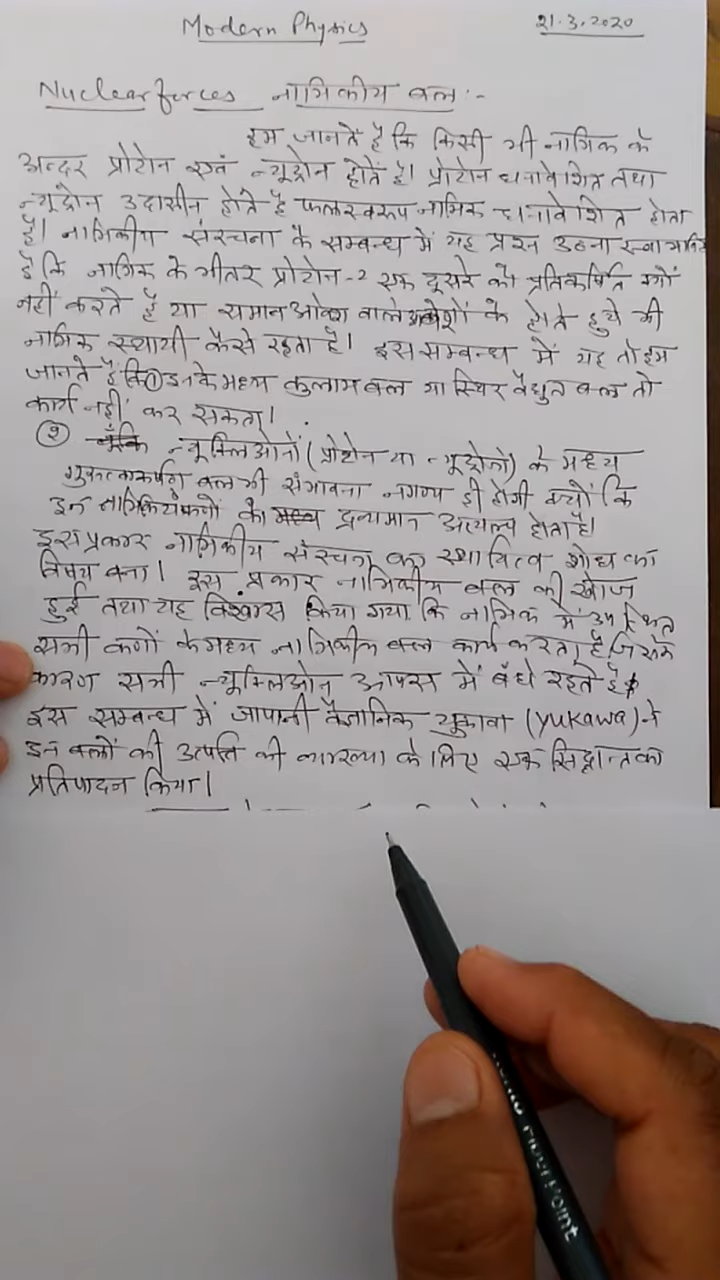 Modern Physics 21.3.2020
Nuclear forces नाभिकीय बल :-
हम जानते है कि किसी भी नाभिक के
अन्दर प्रोटोन एवं न्यूट्रोन होते है। प्रोटोन धनावेशित तथा
न्यूट्रोन उदासीन होते है फलस्वरूप नाभिक धनावेशित होता
है। नाभिकीय संरचना के सम्बन्ध में यह प्रश्न उठना स्वाभाविक
है कि नाभिक के भीतर प्रोटोन-2 एक दूसरे को प्रतिकर्षित क्यों
नहीं करते है या समान आवेश वाले के होते हुये भी
नाभिक स्थायी कैसे रहता है। इस सम्बन्ध में यह तो हम
जानते है कि ① इनके मध्य कुलाम बल या स्थिर वैधुत बल तो
कार्य नहीं कर सकता।
② चूंकि न्यूक्लिओनों (प्रोटोन या न्यूट्रोनों) के मध्य
गुरुत्वाकर्षण बल की संभावना नगण्य ही होगी क्योंकि
इन नाभिकीय कणों का द्रव्यमान अत्यल्प होता है।
इस प्रकार नाभिकीय संरचना का स्थायित्व शोध का
विषय बना। इस प्रकार नाभिकीय बल की खोज
हुई तथा यह विश्वास किया गया कि नाभिक में उपस्थित
सभी कणों के मध्य नाभिकीय बल कार्य करता है जिसके
कारण सभी न्यूक्लिओन आपस में बँधे रहते है।
इस सम्बन्ध में जापानी वैज्ञानिक युकावा (Yukawa) ने
इन बलों की उत्पति की व्याख्या के लिए एक सिद्वान्त का
प्रतिपादन किया।
FinerPoint